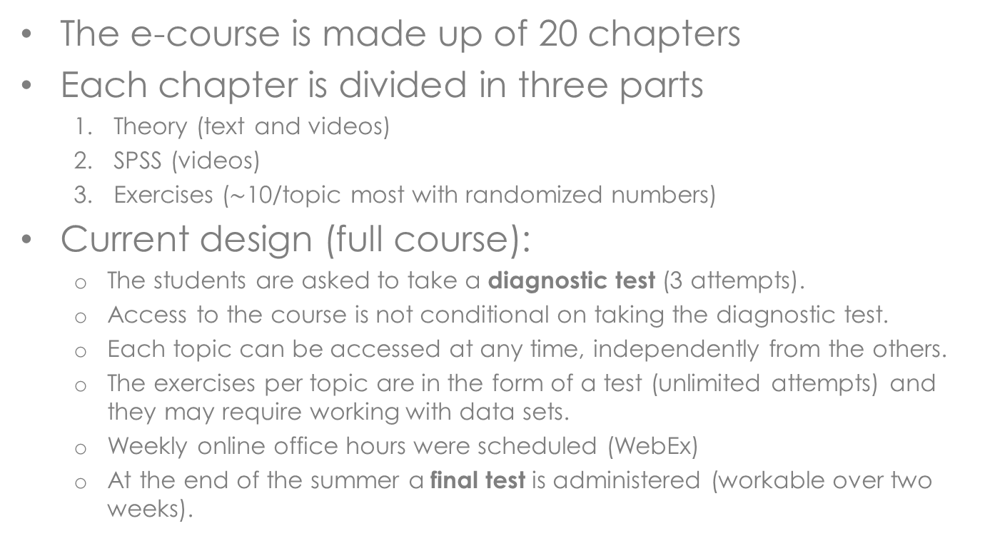 • The e-course is made up of 20 chapters
• Each chapter is divided in three parts
1. Theory (text and videos)
2. SPSS (videos)
3. Exercises (~10/topic most with randomized numbers)
• Current design (full course):
o The students are asked to take a diagnostic test (3 attempts).
o Access to the course is not conditional on taking the diagnostic test.
o Each topic can be accessed at any time, independently from the others.
o The exercises per topic are in the form of a test (unlimited attempts) and
they may require working with data sets.
o Weekly online office hours were scheduled (WebEx)
o At the end of the summer a final test is administered (workable over two
weeks).